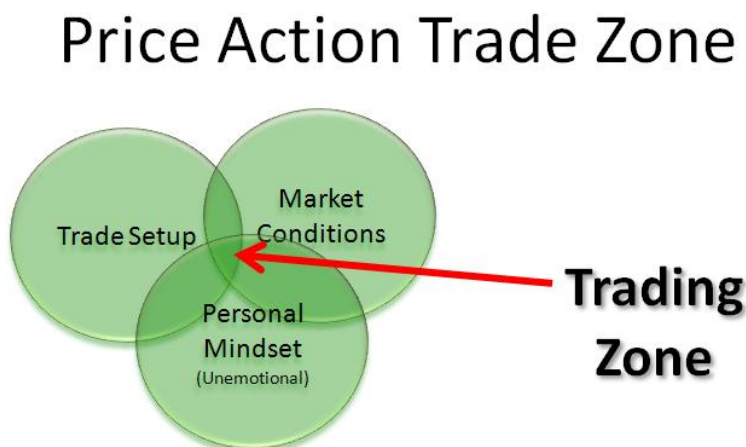 Price Action Trade Zone
Market
Conditions
Trade Setup
Personal
Mindset
(Unemotional)
Trading
Zone